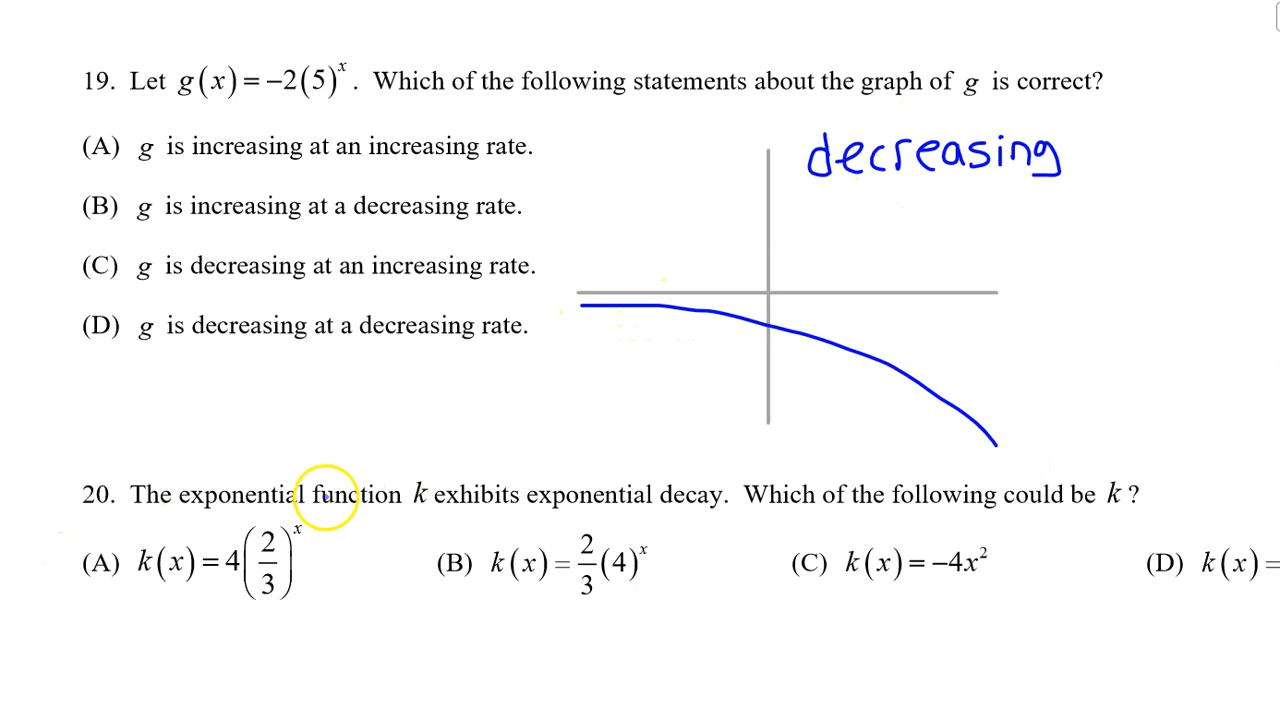 19. Let g(x) = −2(5)^x. Which of the following statements about the graph of g is correct?
(A) g is increasing at an increasing rate.
decreasing
(B) g is increasing at a decreasing rate.
(C) g is decreasing at an increasing rate.
(D) g is decreasing at a decreasing rate.
20. The exponential function k exhibits exponential decay. Which of the following could be k ?
(A) k(x) = 4(2/3)^x (B) k(x) = 2/3(4)^x (C) k(x) = −4x² (D) k(x) =